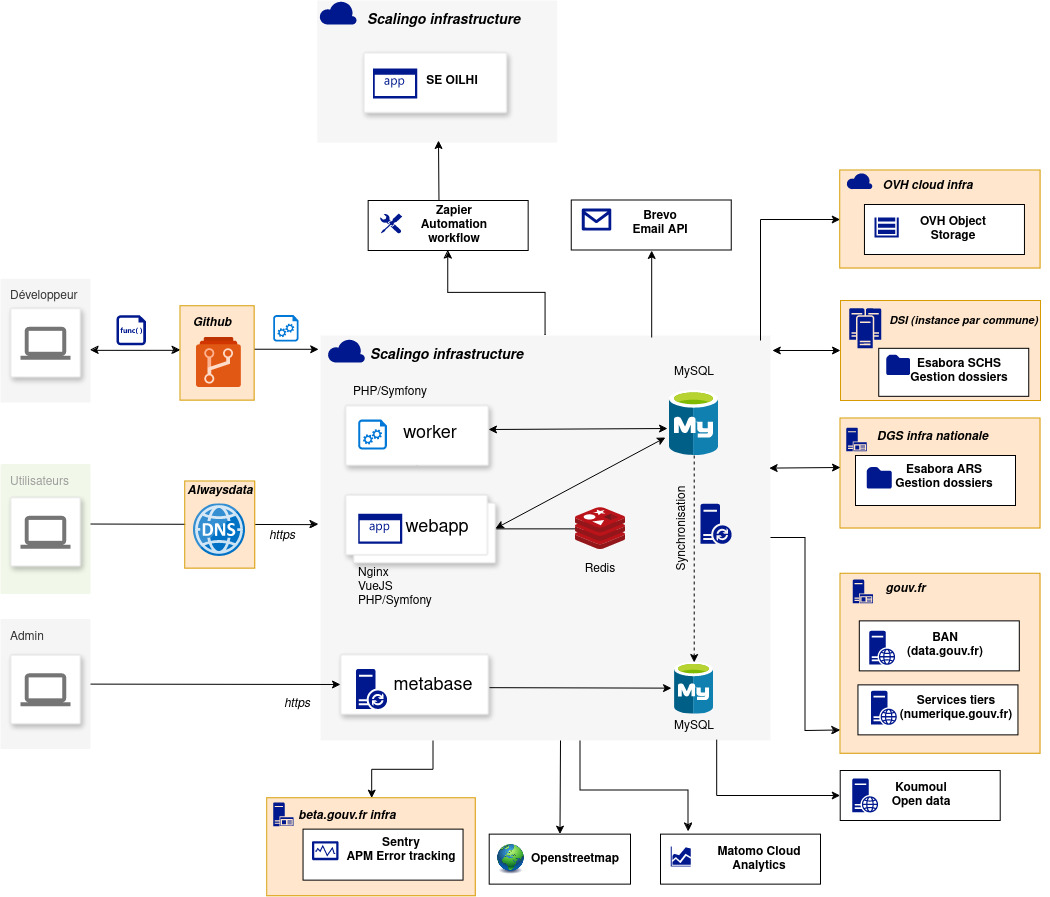 Scalingo infrastructure
app
SE OILHI
Zapier
Automation
workflow
Brevo
Email API
OVH cloud infra
OVH Object
Storage
Développeur
func()
Github
DSI (instance par commune)
Esabora SCHS
Gestion dossiers
Scalingo infrastructure
PHP/Symfony
worker
MySQL
My
DGS infra nationale
Esabora ARS
Gestion dossiers
Utilisateurs
Alwaysdata
DNS
https
app
webapp
Nginx
VueJS
PHP/Symfony
Redis
Synchronisation
gouv.fr
BAN
(data.gouv.fr)
Services tiers
(numerique.gouv.fr)
Admin
https
metabase
My
MySQL
Koumoul
Open data
beta.gouv.fr infra
Sentry
APM Error tracking
Openstreetmap
Matomo Cloud
Analytics